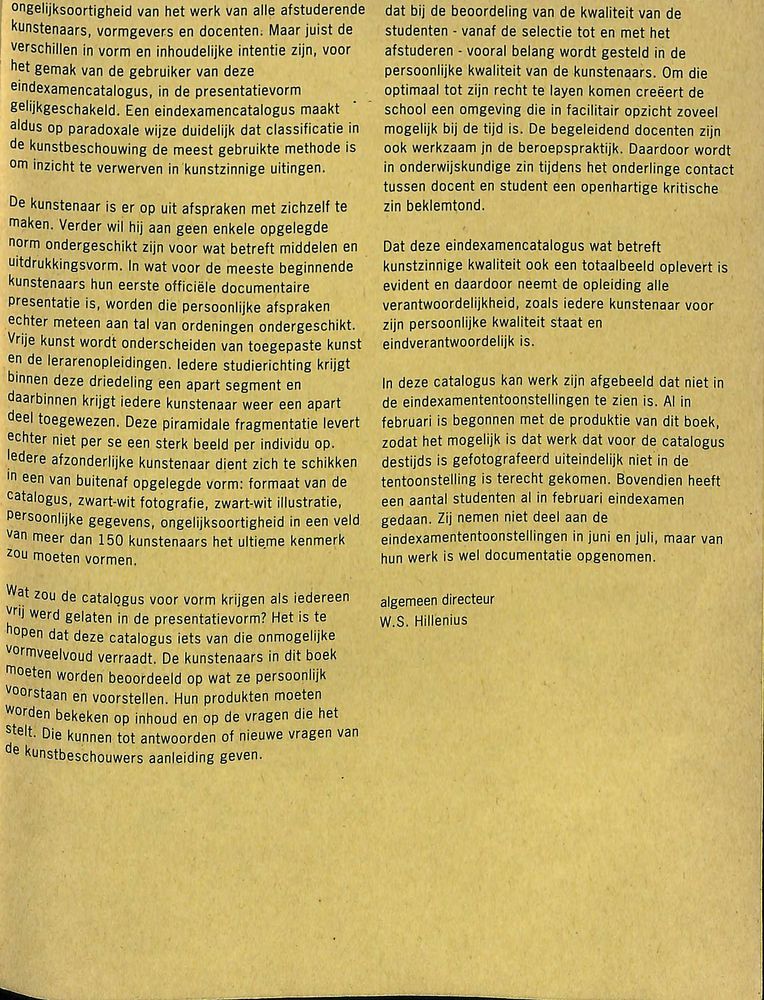 ongelijksoortigheid van het werk van alle afstuderende
kunstenaars, vormgevers en docenten. Maar juist de
verschillen in vorm en inhoudelijke intentie zijn, voor
het gemak van de gebruiker van deze
eindexamencatalogus, in de presentatievorm
gelijkgeschakeld. Een eindexamencatalogus maakt
aldus op paradoxale wijze duidelijk dat classificatie in
de kunstbeschouwing de meest gebruikte methode is
om inzicht te verwerven in kunstzinnige uitingen.

De kunstenaar is er op uit afspraken met zichzelf te
maken. Verder wil hij aan geen enkele opgelegde
norm ondergeschikt zijn voor wat betreft middelen en
uitdrukkingsvorm. In wat voor de meeste beginnende
kunstenaars hun eerste officiële documentaire
presentatie is, worden die persoonlijke afspraken
echter meteen aan tal van ordeningen ondergeschikt.
Vrije kunst wordt onderscheiden van toegepaste kunst
en de lerarenopleidingen. Iedere studierichting krijgt
binnen deze driedeling een apart segment en
daarbinnen krijgt iedere kunstenaar weer een apart
deel toegewezen. Deze piramidale fragmentatie levert
echter niet per se een sterk beeld per individu op.
Iedere afzonderlijke kunstenaar dient zich te schikken
in een van buitenaf opgelegde vorm: formaat van de
catalogus, zwart-wit fotografie, zwart-wit illustratie,
persoonlijke gegevens, ongelijksoortigheid in een veld
van meer dan 150 kunstenaars het ultieme kenmerk
zou moeten vormen.

Wat zou de catalogus voor vorm krijgen als iedereen
vrij werd gelaten in de presentatievorm? Het is te
hopen dat deze catalogus iets van die onmogelijke
vormveelvoud verraadt. De kunstenaars in dit boek
moeten worden beoordeeld op wat ze persoonlijk
voorstaan en voorstellen. Hun produkten moeten
worden bekeken op inhoud en op de vragen die het
stelt. Die kunnen tot antwoorden of nieuwe vragen van
de kunstbeschouwers aanleiding geven.

dat bij de beoordeling van de kwaliteit van de
studenten - vanaf de selectie tot en met het
afstuderen - vooral belang wordt gesteld in de
persoonlijke kwaliteit van de kunstenaars. Om die
optimaal tot zijn recht te layen komen creëert de
school een omgeving die in facilitair opzicht zoveel
mogelijk bij de tijd is. De begeleidend docenten zijn
ook werkzaam jn de beroepspraktijk. Daardoor wordt
in onderwijskundige zin tijdens het onderlinge contact
tussen docent en student een openhartige kritische
zin beklemtond.

Dat deze eindexamencatalogus wat betreft
kunstzinnige kwaliteit ook een totaalbeeld oplevert is
evident en daardoor neemt de opleiding alle
verantwoordelijkheid, zoals iedere kunstenaar voor
zijn persoonlijke kwaliteit staat en
eindverantwoordelijk is.

In deze catalogus kan werk zijn afgebeeld dat niet in
de eindexamententoonstellingen te zien is. Al in
februari is begonnen met de produktie van dit boek,
zodat het mogelijk is dat werk dat voor de catalogus
destijds is gefotografeerd uiteindelijk niet in de
tentoonstelling is terecht gekomen. Bovendien heeft
een aantal studenten al in februari eindexamen
gedaan. Zij nemen niet deel aan de
eindexamententoonstellingen in juni en juli, maar van
hun werk is wel documentatie opgenomen.

algemeen directeur
W.S. Hillenius